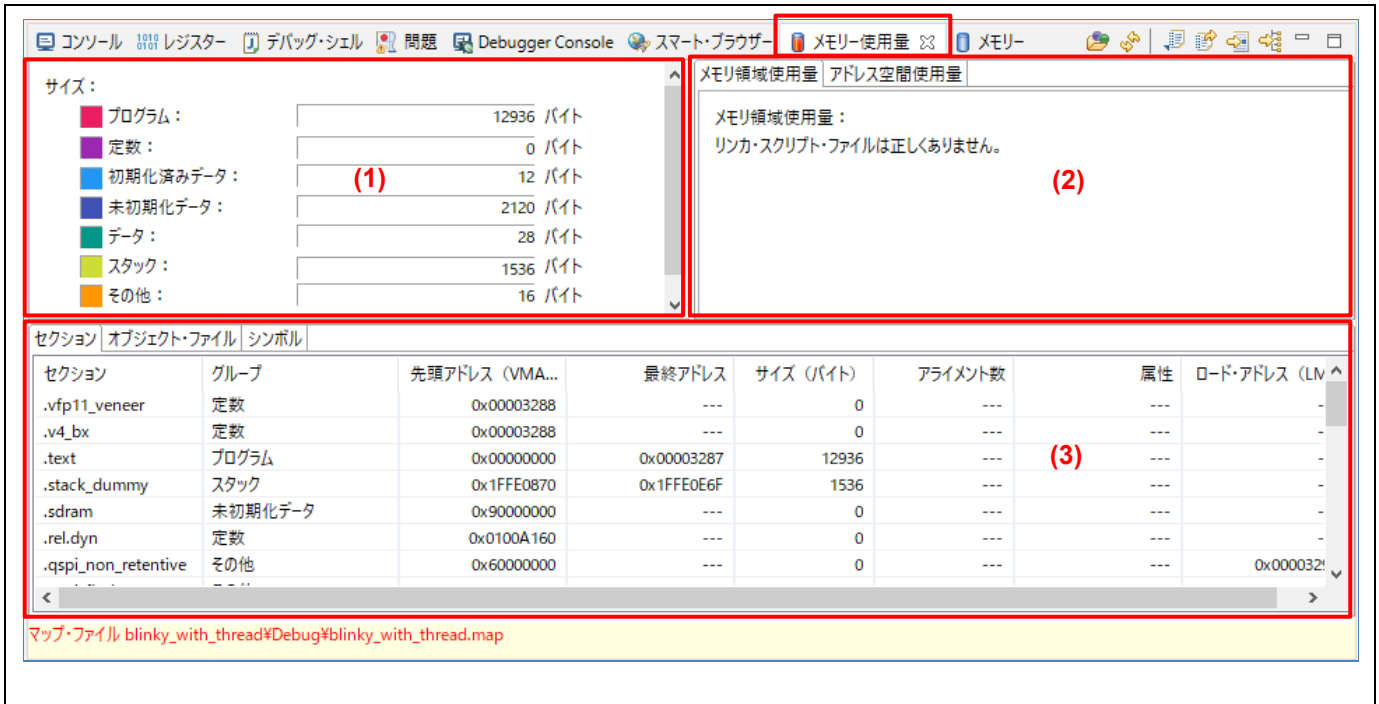 コンソール レジスター デバッグ・シェル 問題 Debugger Console スマート・ブラウザー メモリー使用量 メモリー
サイズ：
プログラム： 12936 バイト
定数： 0 バイト
初期化済みデータ： 12 バイト
未初期化データ： 2120 バイト
データ： 28 バイト
スタック： 1536 バイト
その他： 16 バイト
(1)
メモリ領域使用量 アドレス空間使用量
メモリ領域使用量：
リンカ・スクリプト・ファイルは正しくありません。
(2)
セクション オブジェクト・ファイル シンボル
セクション グループ 先頭アドレス（VMA... 最終アドレス サイズ（バイト） アライメント数 属性 ロード・アドレス（LM
.vfp11_veneer 定数 0x00003288 --- 0 --- --- -
.v4_bx 定数 0x00003288 --- 0 --- --- -
.text プログラム 0x00000000 0x00003287 12936 --- --- -
(3)
.stack_dummy スタック 0x1FFE0870 0x1FFE0E6F 1536 --- --- -
.sdram 未初期化データ 0x90000000 --- 0 --- --- -
.rel.dyn 定数 0x0100A160 --- 0 --- --- -
.qspi_non_retentive その他 0x60000000 --- 0 --- --- 0x0000329
マップ・ファイル blinky_with_thread¥Debug¥blinky_with_thread.map